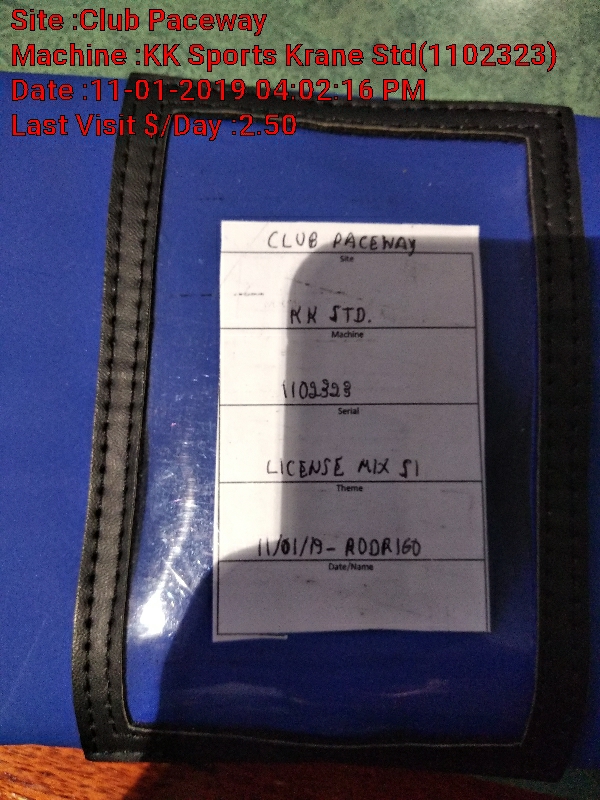 Site :Club Paceway
Machine :KK Sports Krane Std(1102323)
Date :11-01-2019 04:02:16 PM
Last Visit $/Day :2.50
CLUB PACEWAY
Site
KK STD.
Machine
1102323
Serial
LICENSE MIX S1
Theme
11/01/19- RODRIGO
Date/Name